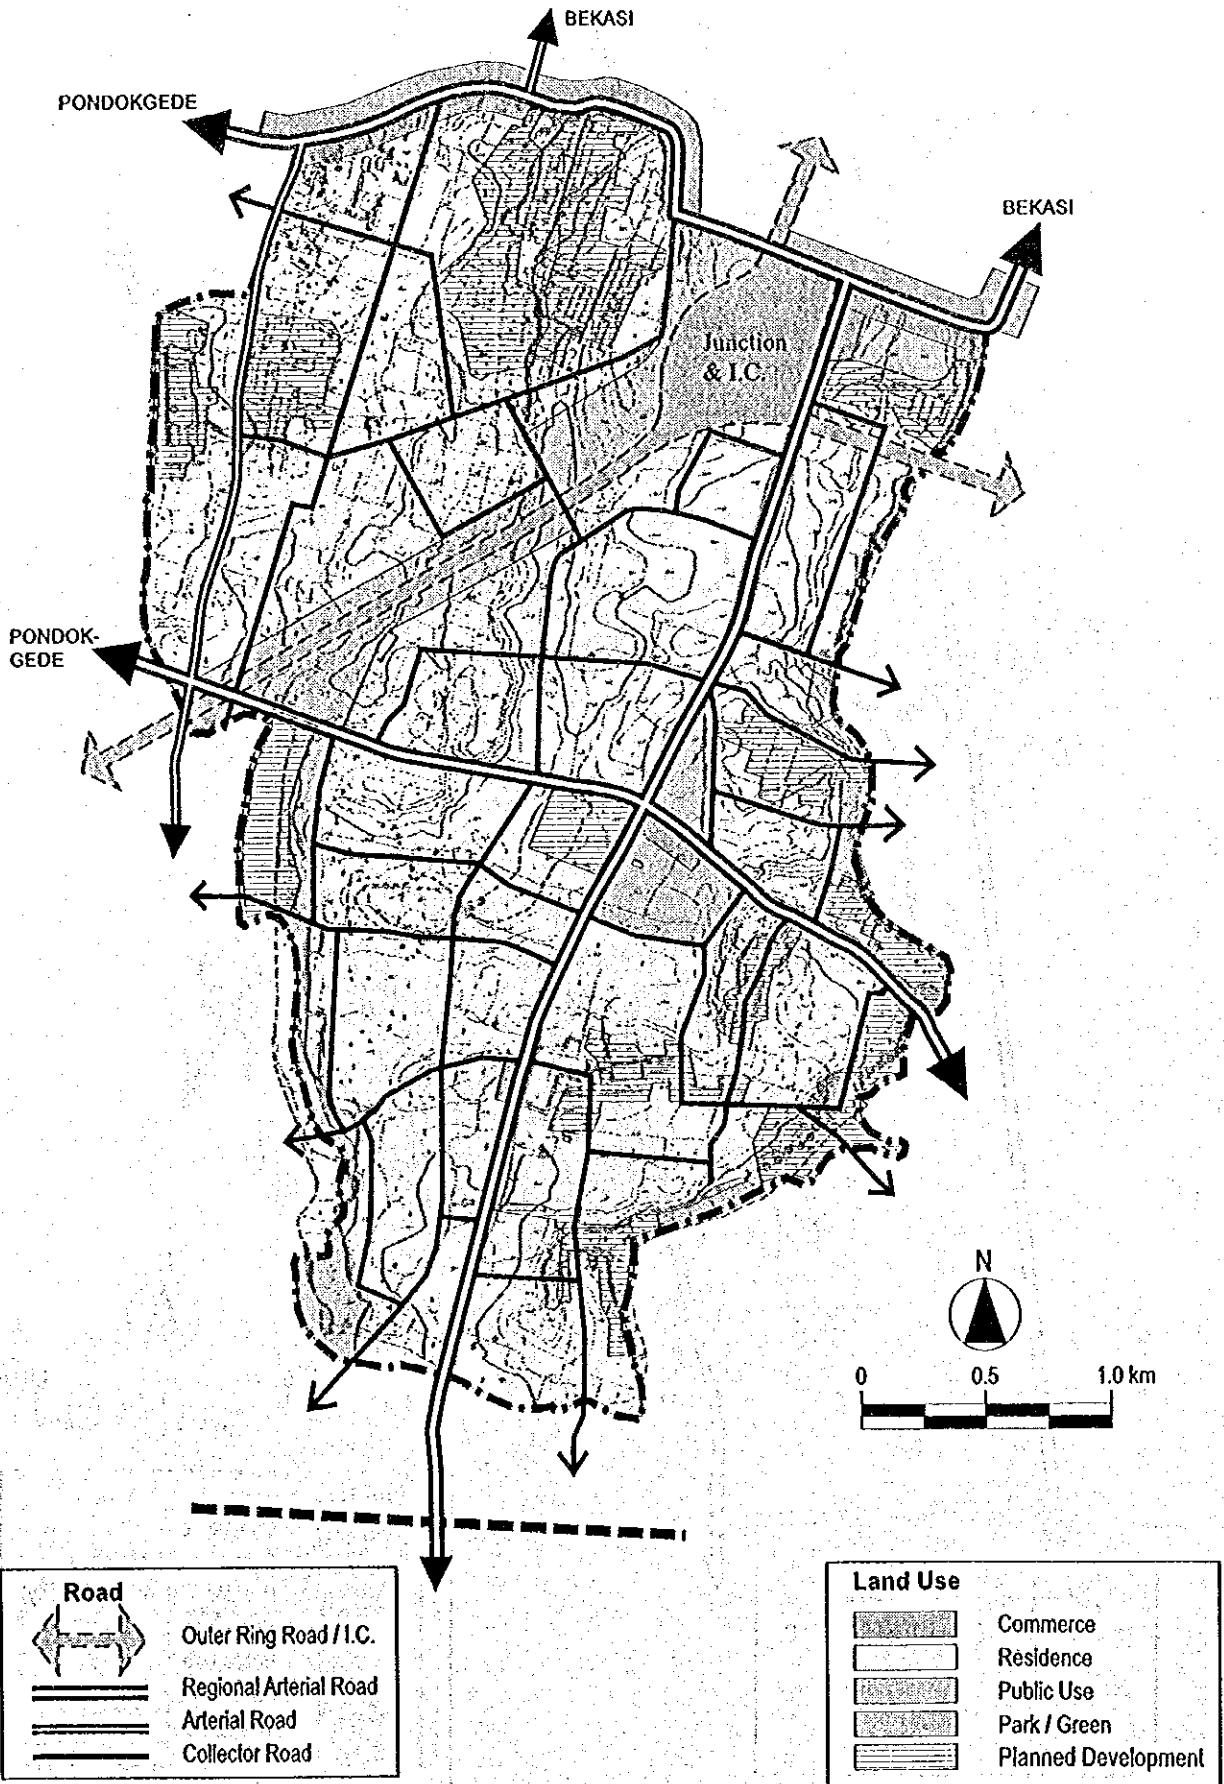 BEKASI
PONDOKGEDE
BEKASI
Junction
& I.C.
PONDOK-
GEDE
N
0 0.5 1.0 km
Road
Outer Ring Road / I.C.
Regional Arterial Road
Arterial Road
Collector Road
Land Use
Commerce
Residence
Public Use
Park / Green
Planned Development